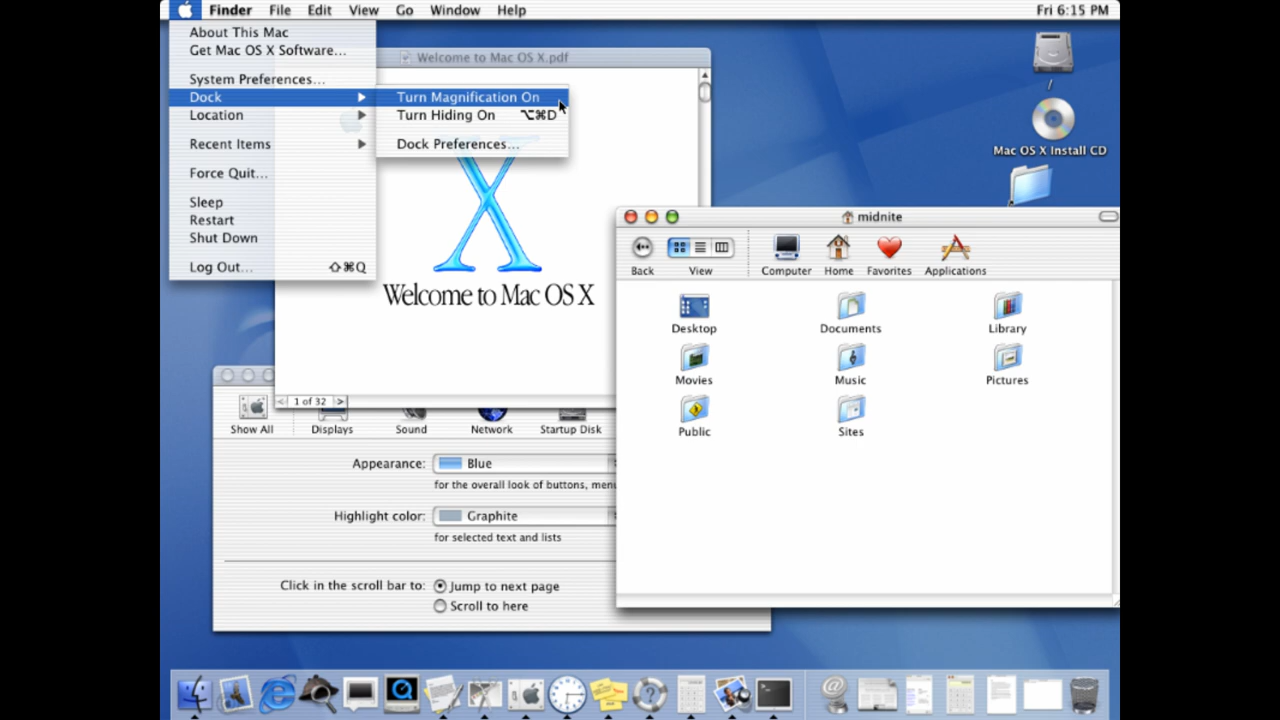 Finder File Edit View Go Window Help Fri 6:15 PM
About This Mac
Get Mac OS X Software...
System Preferences...
Dock
Location
Recent Items
Force Quit...
Sleep
Restart
Shut Down
Log Out... ⇧⌘Q
Turn Magnification On
Turn Hiding On ⌥⌘D
Dock Preferences...
Welcome to Mac OS X.pdf
X
Welcome to Mac OS X
1 of 32
/
Mac OS X Install CD
midnite
Back View Computer Home Favorites Applications
Desktop Documents Library
Movies Music Pictures
Public Sites
Show All Displays Sound Network Startup Disk
Appearance: Blue
for the overall look of buttons, menu
Highlight color: Graphite
for selected text and lists
Click in the scroll bar to: Jump to next page
Scroll to here